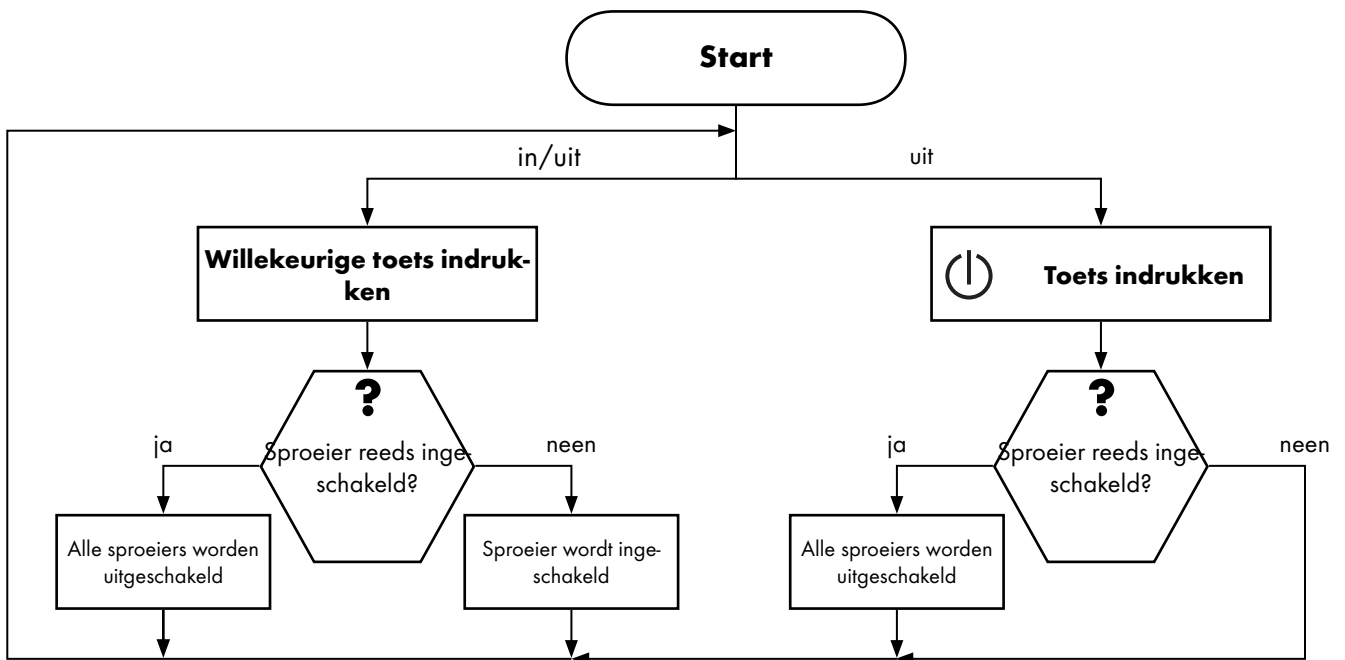 Start
in/uit
uit
Willekeurige toets indruk-
ken
Toets indrukken
?
Sproeier reeds inge-
schakeld?
ja
neen
?
Sproeier reeds inge-
schakeld?
ja
neen
Alle sproeiers worden
uitgeschakeld
Sproeier wordt inge-
schakeld
Alle sproeiers worden
uitgeschakeld